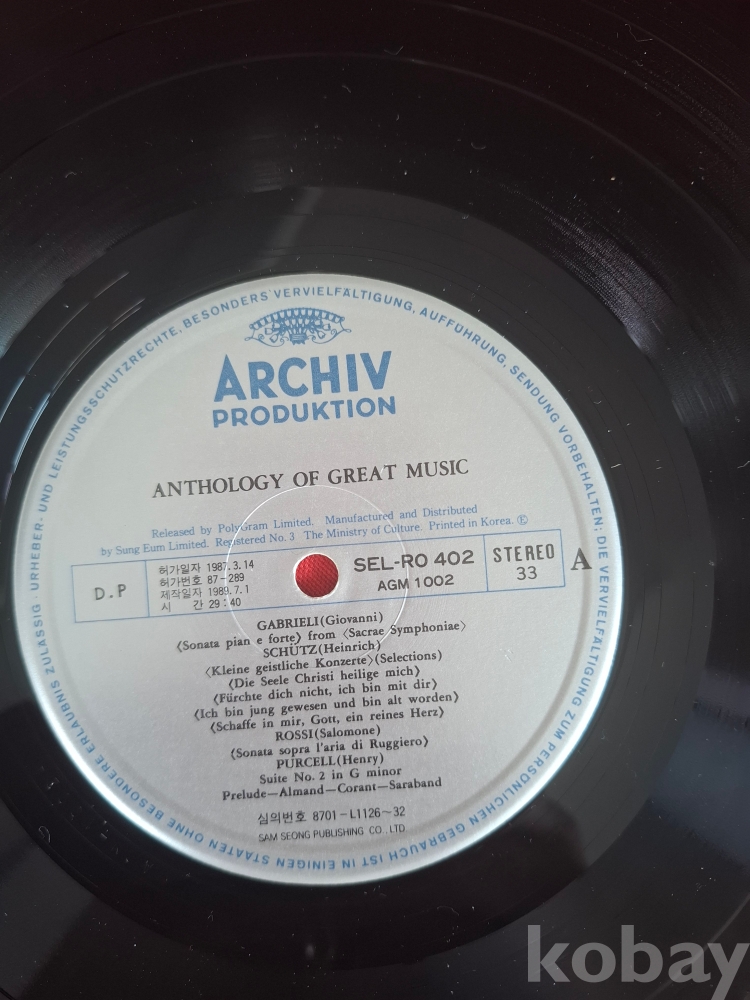 URHEBER- UND LEISTUNGSSCHUTZRECHTE, BESONDERS VERVIELFÄLTIGUNG, AUFFÜHRUNG, SENDUNG VORBEHALTEN; DIE VERVIELFÄLTIGUNG ZUM PERSÖNLICHEN GEBRAUCH IST IN EINIGEN STAATEN OHNE BESONDERE ERLAUBNIS ZULÄSSIG ·
ARCHIV
PRODUKTION
ANTHOLOGY OF GREAT MUSIC
Released by PolyGram Limited. Manufactured and Distributed
by Sung Eum Limited. Registered No. 3 The Ministry of Culture. Printed in Korea. Ⓔ
D.P
허가일자 1987.3.14
허가번호 87-289
제작일자 1989.7.1
시 간 29:40
SEL-RO 402
AGM 1002
STEREO
33
A
GABRIELI(Giovanni)
〈Sonata pian e forte〉 from 〈Sacrae Symphoniae〉
SCHÜTZ(Heinrich)
〈Kleine geistliche Konzerte〉(Selections)
〈Die Seele Christi heilige mich〉
〈Fürchte dich nicht, ich bin mit dir〉
〈Ich bin jung gewesen und bin alt worden〉
〈Schaffe in mir, Gott, ein reines Herz〉
ROSSI(Salomone)
〈Sonata sopra l'aria di Ruggiero〉
PURCELL(Henry)
Suite No. 2 in G minor
Prelude—Almand—Corant—Saraband
심의번호 8701-L1126~32
SAM SEONG PUBLISHING CO., LTD
kobay